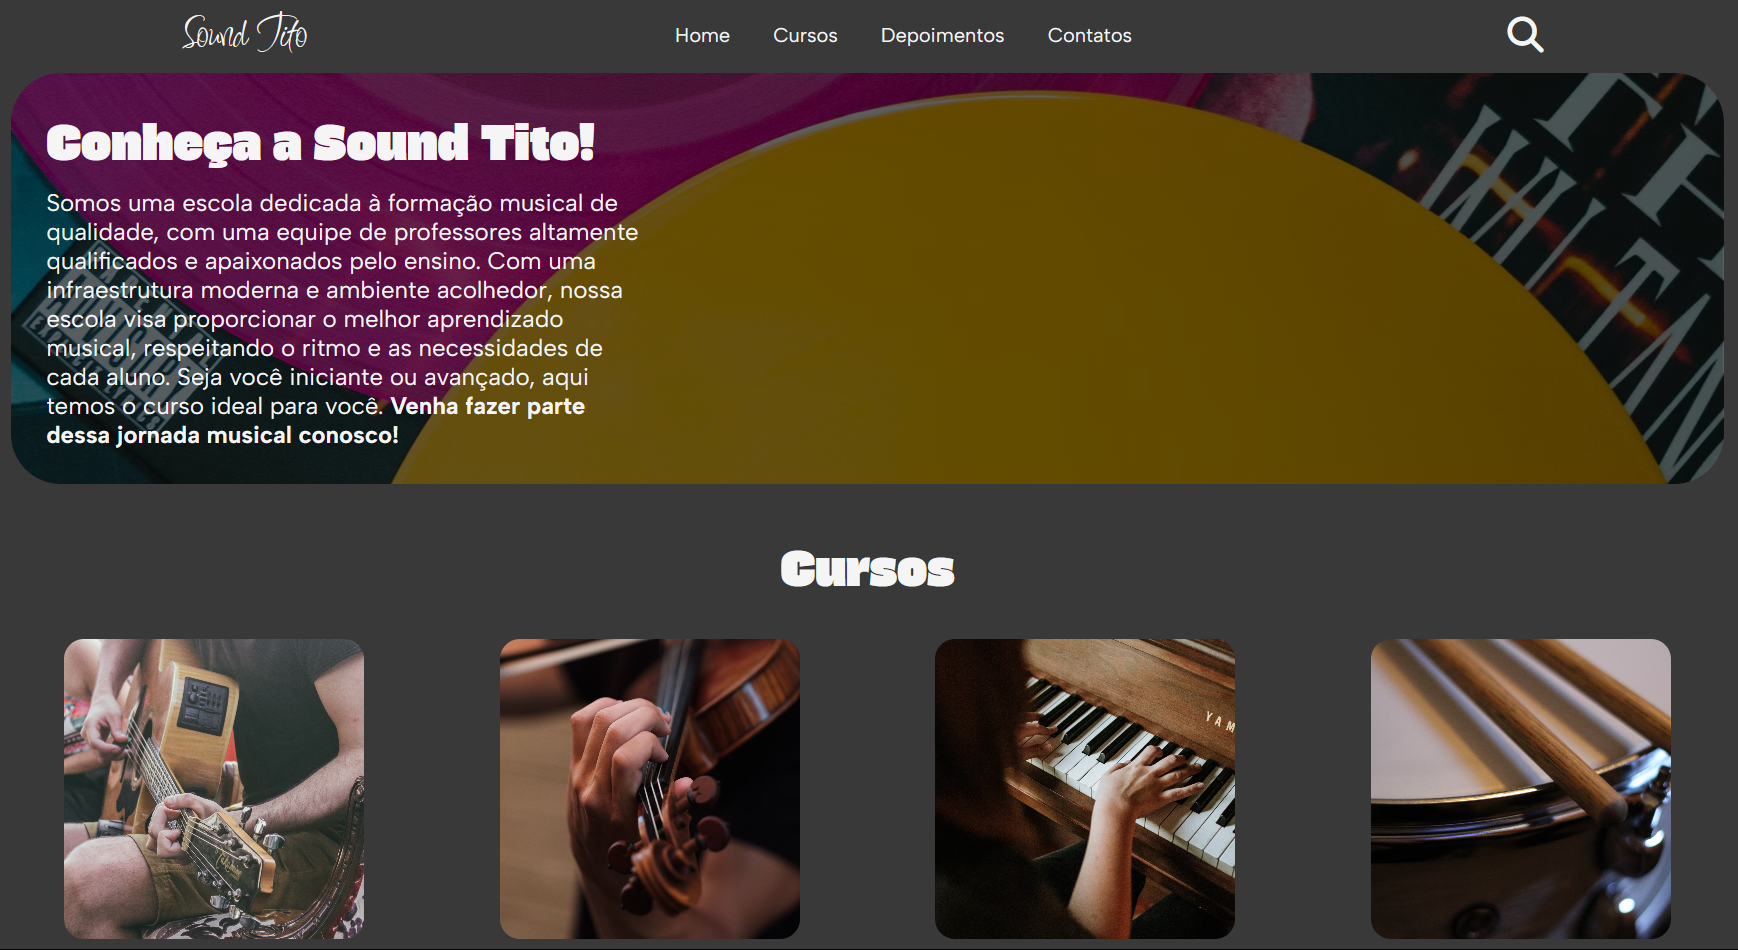 Sound Tito
Home
Cursos
Depoimentos
Contatos
Conheça a Sound Tito!
Somos uma escola dedicada à formação musical de
qualidade, com uma equipe de professores altamente
qualificados e apaixonados pelo ensino. Com uma
infraestrutura moderna e ambiente acolhedor, nossa
escola visa proporcionar o melhor aprendizado
musical, respeitando o ritmo e as necessidades de
cada aluno. Seja você iniciante ou avançado, aqui
temos o curso ideal para você. Venha fazer parte
dessa jornada musical conosco!
Cursos
YAM